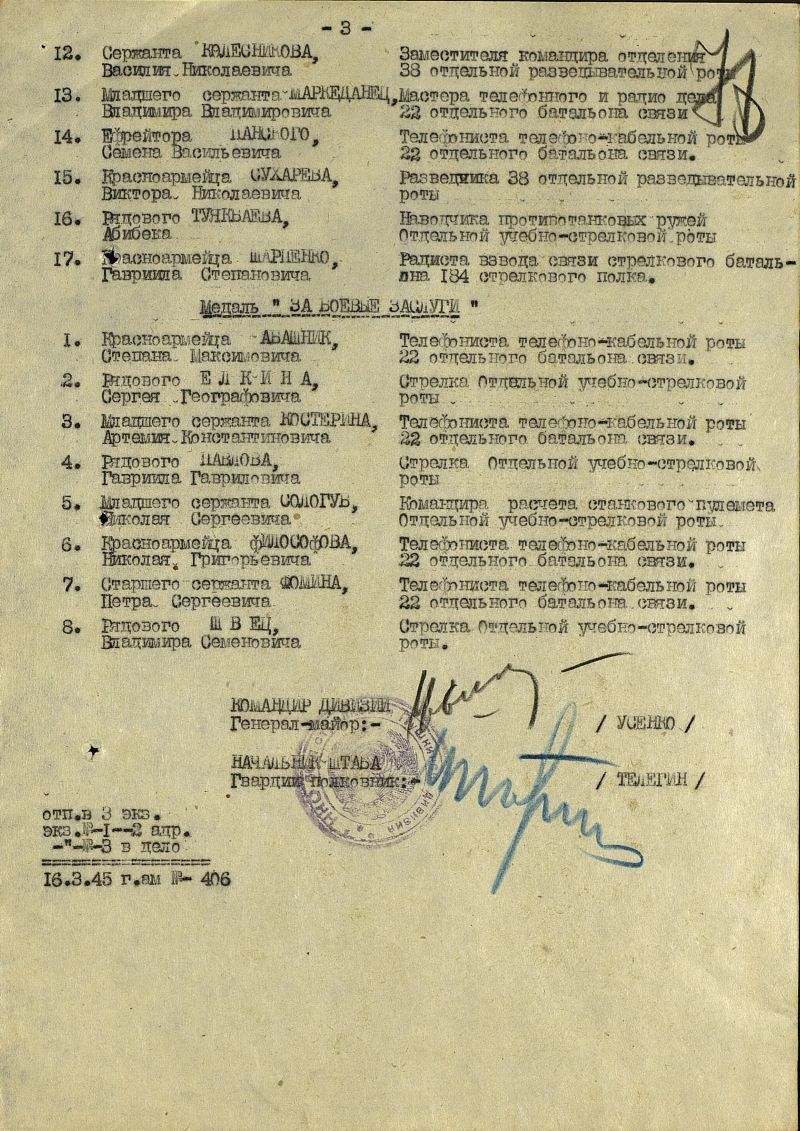 - 3 -
12. Сержанта КОЛЕСНИКОВА, Заместителя командира отделения
Василия Николаевича 38 отдельной разведывательной роты
13. Младшего сержанта МАРКЕДАНЕЦ, Мастера телефонного и радио дела
Владимира Владимировича 22 отдельного батальона связи
14. Ефрейтора ПАНСКОГО, Телефониста телефоно-кабельной роты
Семена Васильевича 22 отдельного батальона связи.
15. Красноармейца СУХАРЕВА, Разведчика 38 отдельной разведывательной
Виктора Николаевича роты
16. Рядового ТУЯКБАЕВА, Наводчика противотанковых ружей
Абибека Отдельной учебно-стрелковой роты
17. Красноармейца ШАРПЕНКО, Радиста взвода связи стрелкового баталь-
Гавриила Степановича она 184 стрелкового полка.
Медаль " ЗА БОЕВЫЕ ЗАСЛУГИ "
1. Красноармейца АБАШНИК, Телефониста телефоно-кабельной роты
Степана Максимовича 22 отдельного батальона связи.
2. Рядового Е Л К И Н А, Стрелка Отдельной учебно-стрелковой
Сергея Географовича роты
3. Младшего сержанта КОСТЕРИНА, Телефониста телефоно-кабельной роты
Артемия Константиновича 22 отдельного батальона связи.
4. Рядового ПАВЛОВА, Стрелка Отдельной учебно-стрелковой
Гавриила Гавриловича роты
5. Младшего сержанта СОЛОГУБ, Командира расчета станкового пулемета
Николая Сергеевича Отдельной учебно-стрелковой роты.
6. Красноармейца ФИЛОСОФОВА, Телефониста телефоно-кабельной роты
Николая Григорьевича 22 отдельного батальона связи.
7. Старшего сержанта ФОМИНА, Телефониста телефоно-кабельной роты
Петра Сергеевича 22 отдельного батальона связи.
8. Рядового Ш В ЕЦ, Стрелка Отдельной учебно-стрелковой
Владимира Семеновича роты.
КОМАНДИР ДИВИЗИИ
Генерал-майор:- / УСЕНКО /
НАЧАЛЬНИК ШТАБА
Гвардии полковник:- / ТЕЛЕГИН /
ДИВИЗИЯ
отп.в 3 экз.
экз.№-1--2 адр.
-"-№-3 в дело
16.3.45 г.ам №- 406